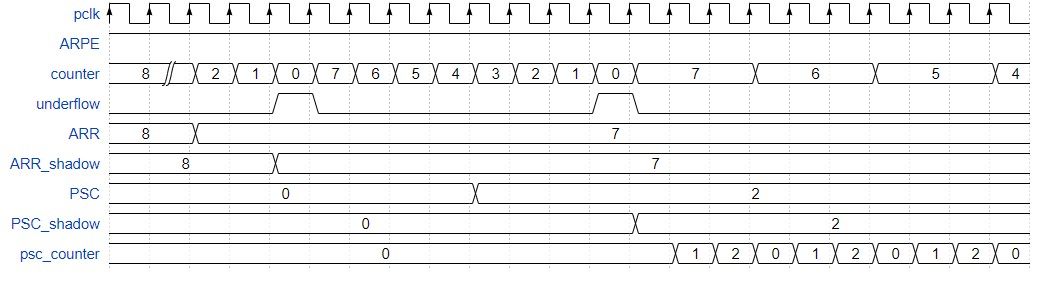 pclk
ARPE
counter 8 2 1 0 7 6 5 4 3 2 1 0 7 6 5 4
underflow
ARR 8 7
ARR_shadow 8 7
PSC 0 2
PSC_shadow 0 2
psc_counter 0 1 2 0 1 2 0 1 2 0